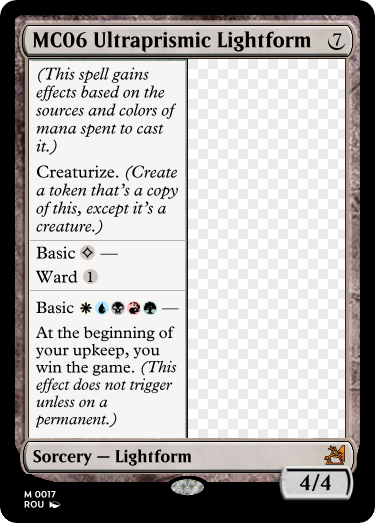 MC06 Ultraprismic Lightform 7
(This spell gains
effects based on the
sources and colors of
mana spent to cast
it.)
Creaturize. (Create
a token that's a copy
of this, except it's a
creature.)
Basic —
Ward 1
Basic —
At the beginning of
your upkeep, you
win the game. (This
effect does not trigger
unless on a
permanent.)
Sorcery — Lightform
4/4
M 0017
ROU